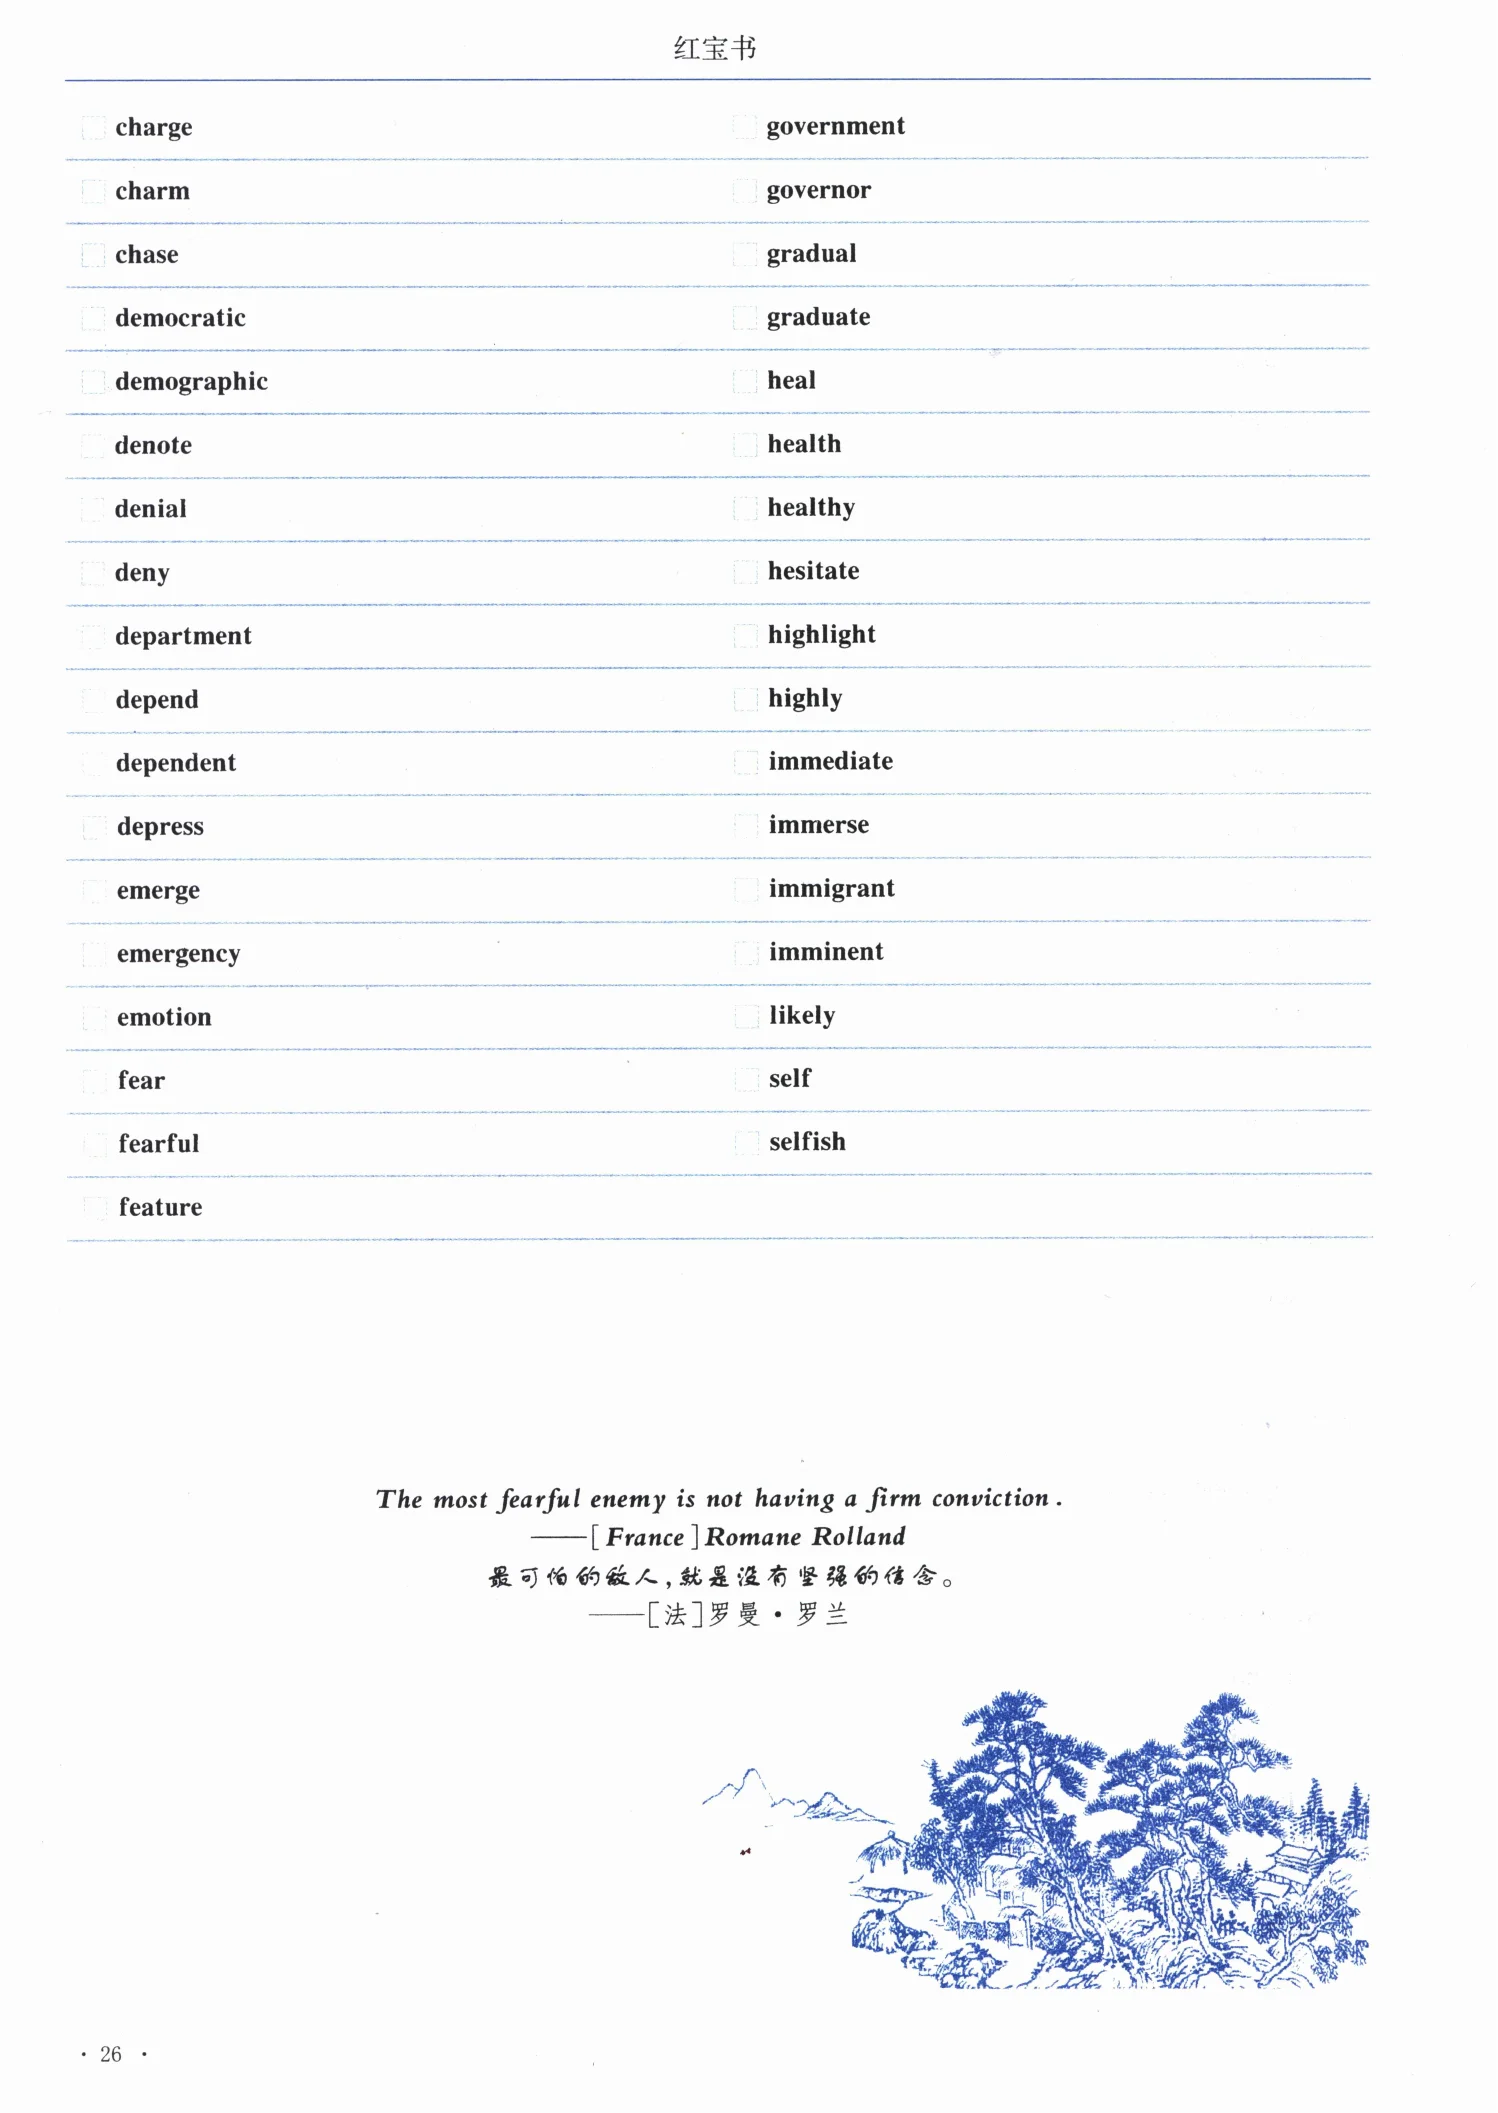 红宝书
charge
charm
chase
democratic
demographic
denote
denial
deny
department
depend
dependent
depress
emerge
emergency
emotion
fear
fearful
feature
government
governor
gradual
graduate
heal
health
healthy
hesitate
highlight
highly
immediate
immerse
immigrant
imminent
likely
self
selfish
The most fearful enemy is not having a firm conviction.
——[France]Romane Rolland
最可怕的敌人,就是没有坚强的信念。
——[法]罗曼·罗兰
· 26 ·